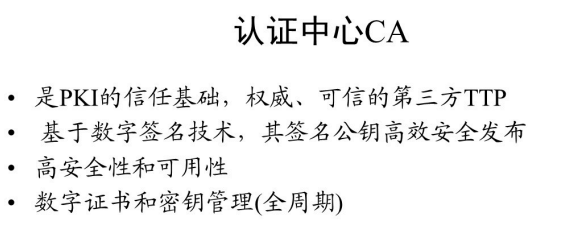 认证中心CA
• 是PKI的信任基础，权威、可信的第三方TTP
• 基于数字签名技术，其签名公钥高效安全发布
• 高安全性和可用性
• 数字证书和密钥管理(全周期)